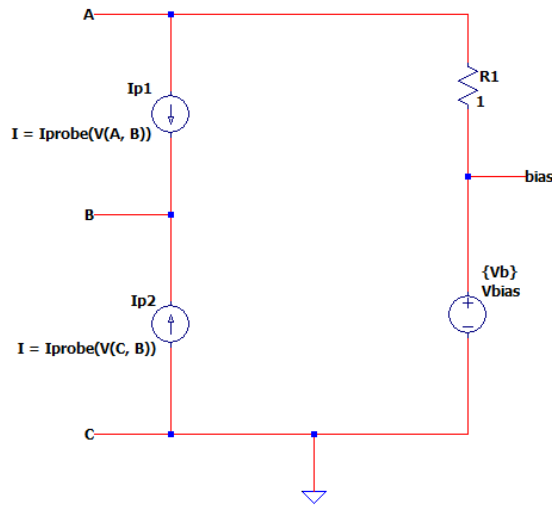 A
Ip1
I = Iprobe(V(A, B))
R1
1
bias
B
Ip2
I = Iprobe(V(C, B))
{Vb}
Vbias
+
−
C